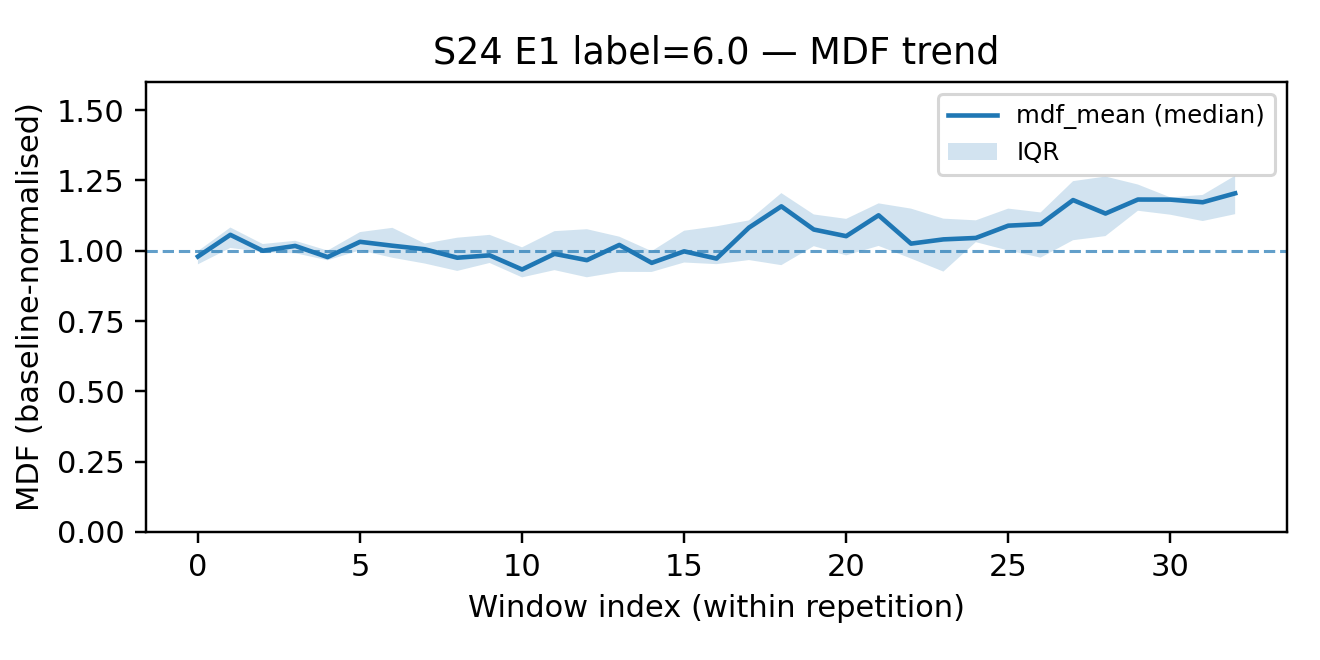 S24 E1 label=6.0 — MDF trend
MDF (baseline-normalised)
1.50
1.25
1.00
0.75
0.50
0.25
0.00
mdf_mean (median)
IQR
0 5 10 15 20 25 30
Window index (within repetition)